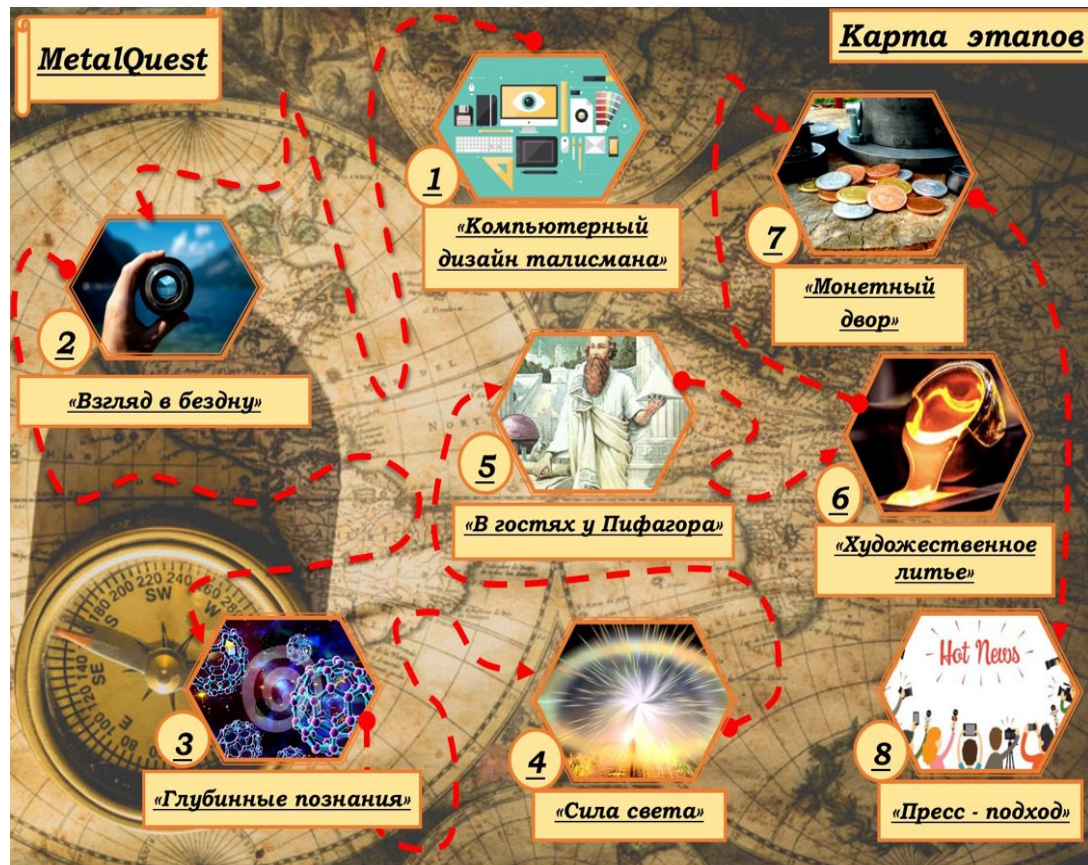 MetalQuest
Карта этапов
1
«Компьютерный
дизайн талисмана»
2
«Взгляд в бездну»
3
«Глубинные познания»
4
«Сила света»
5
«В гостях у Пифагора»
6
«Художественное
литье»
7
«Монетный
двор»
Hot News
8
«Пресс - подход»